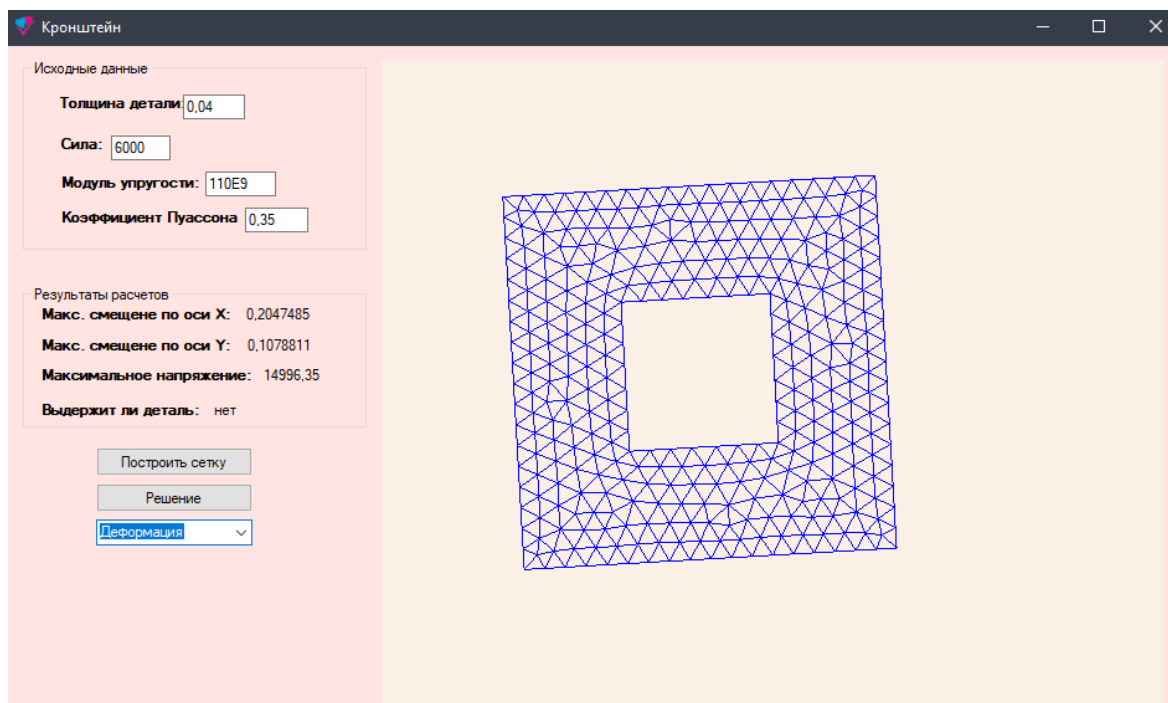 Кронштейн
Исходные данные
Толщина детали: 0,04
Сила: 6000
Модуль упругости: 110E9
Коэффициент Пуассона 0,35
Результаты расчетов
Макс. смещене по оси X: 0,2047485
Макс. смещене по оси Y: 0,1078811
Максимальное напряжение: 14996,35
Выдержит ли деталь: нет
Построить сетку
Решение
Деформация